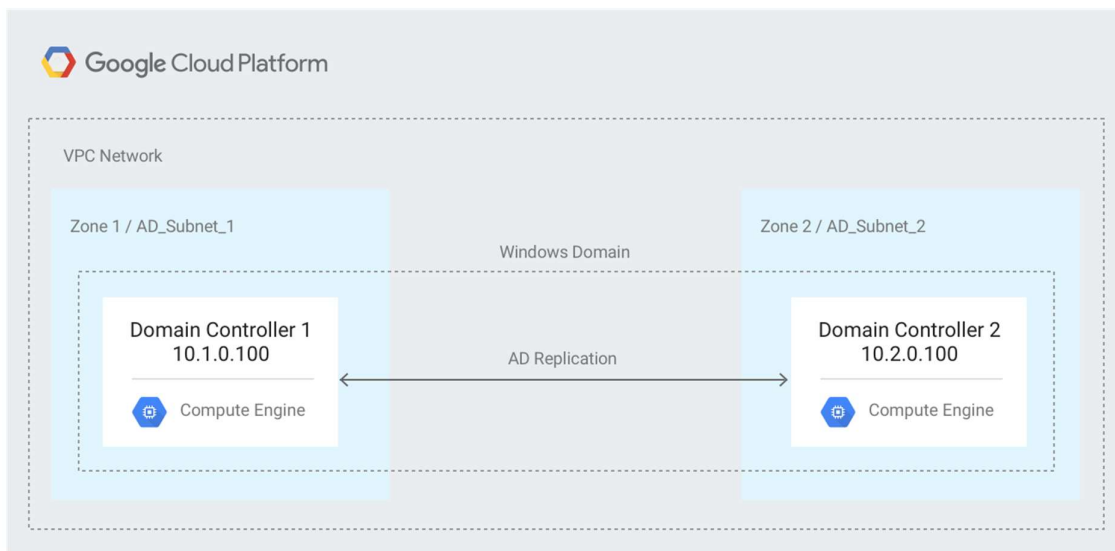 Google Cloud Platform
VPC Network
Zone 1 / AD_Subnet_1
Zone 2 / AD_Subnet_2
Windows Domain
Domain Controller 1
10.1.0.100
Compute Engine
AD Replication
Domain Controller 2
10.2.0.100
Compute Engine